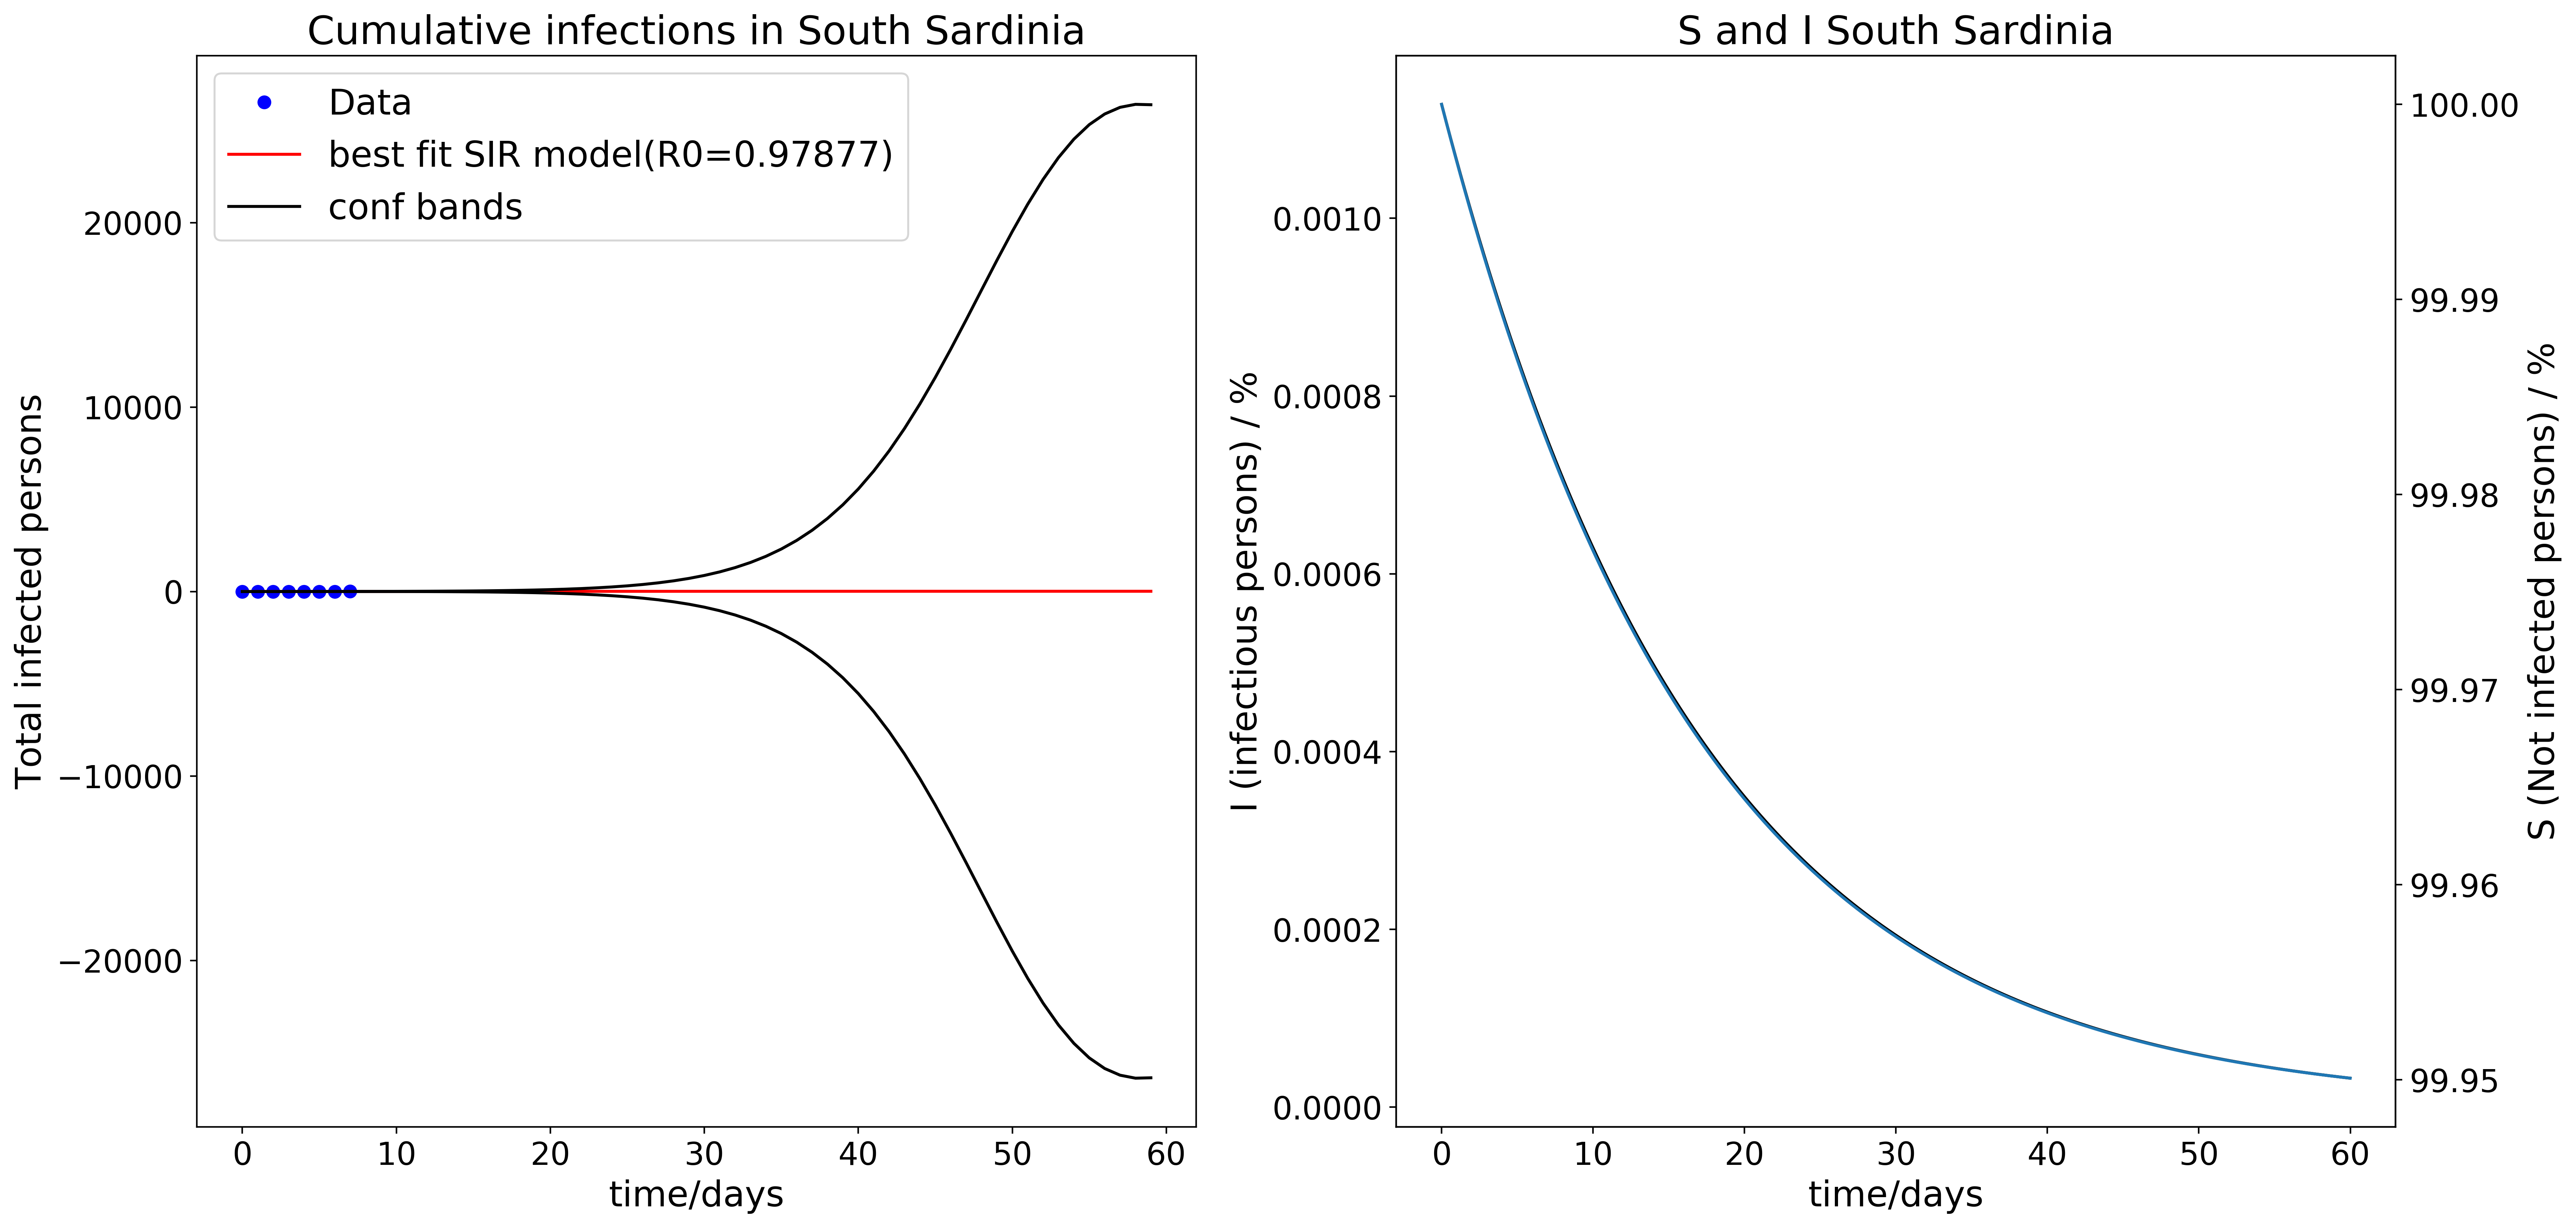 Cumulative infections in South Sardinia
Data
best fit SIR model(R0=0.97877)
conf bands
Total infected persons
20000
10000
0
−10000
−20000
0 10 20 30 40 50 60
time/days
S and I South Sardinia
I (infectious persons) / %
0.0010
0.0008
0.0006
0.0004
0.0002
0.0000
100.00
99.99
99.98
99.97
99.96
99.95
S (Not infected persons) / %
0 10 20 30 40 50 60
time/days